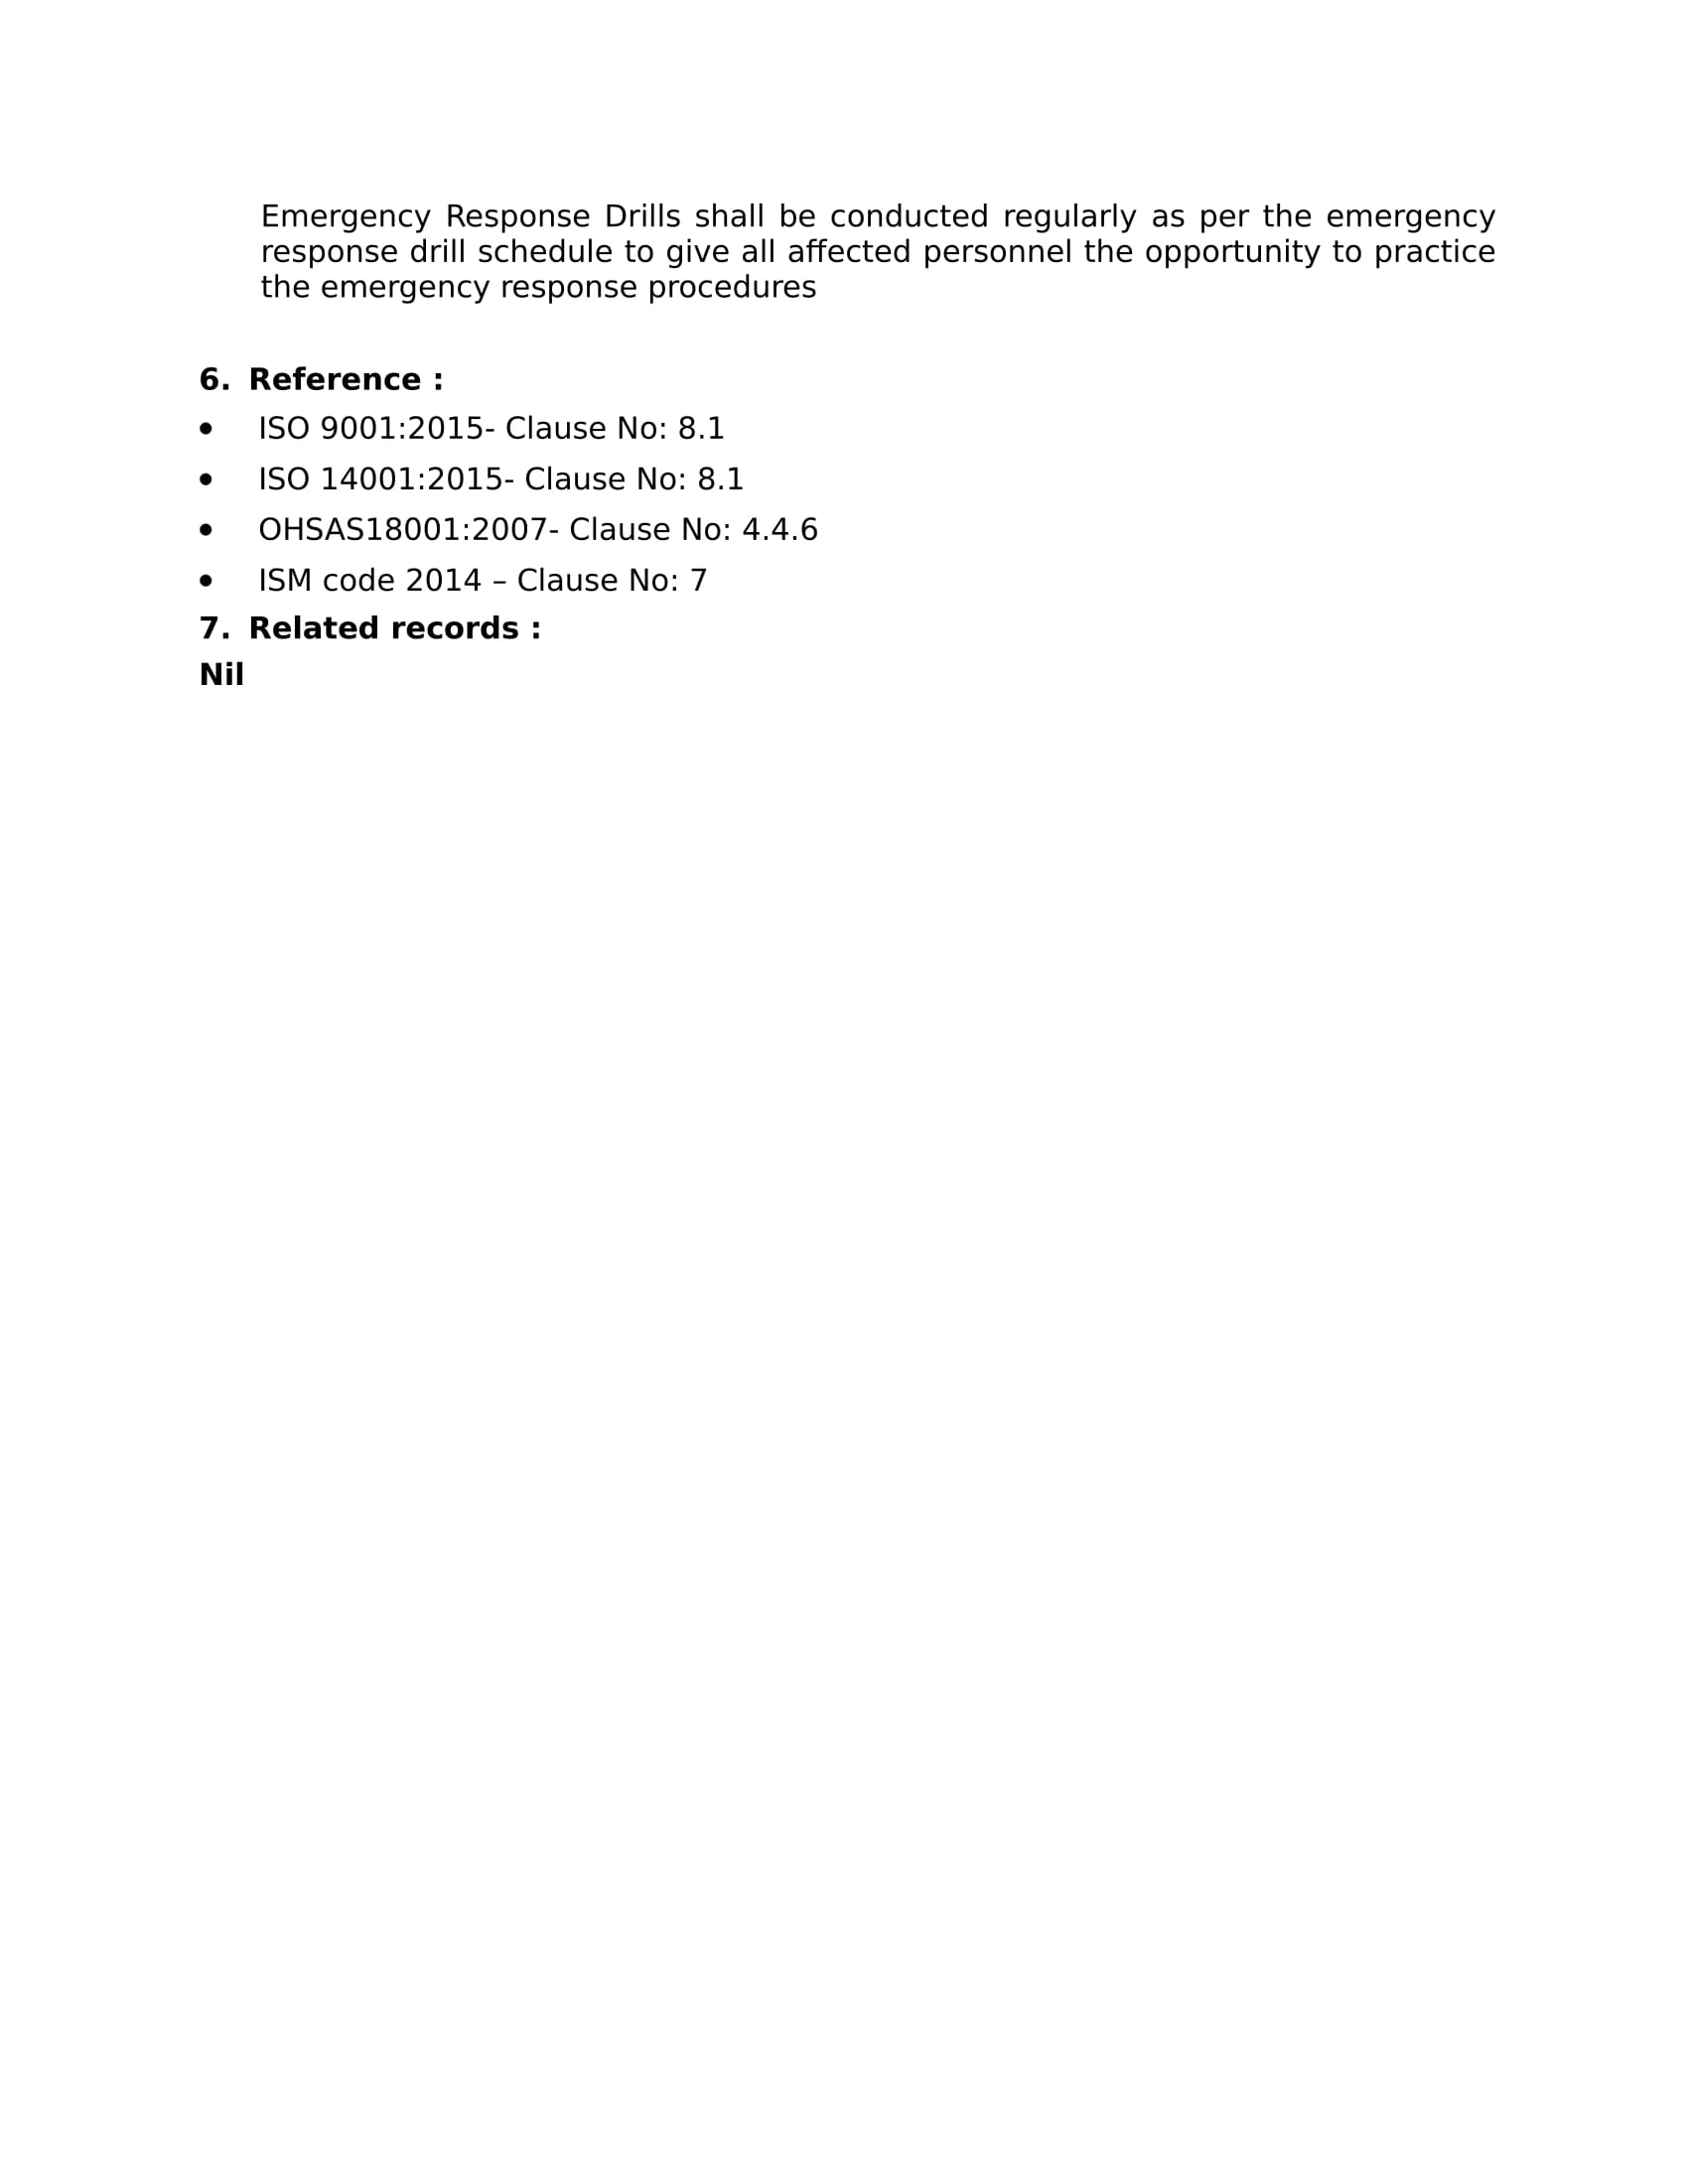 Emergency Response Drills shall be conducted regularly as per the emergency
response drill schedule to give all affected personnel the opportunity to practice
the emergency response procedures
6. Reference :
• ISO 9001:2015- Clause No: 8.1
• ISO 14001:2015- Clause No: 8.1
• OHSAS18001:2007- Clause No: 4.4.6
• ISM code 2014 – Clause No: 7
7. Related records :
Nil